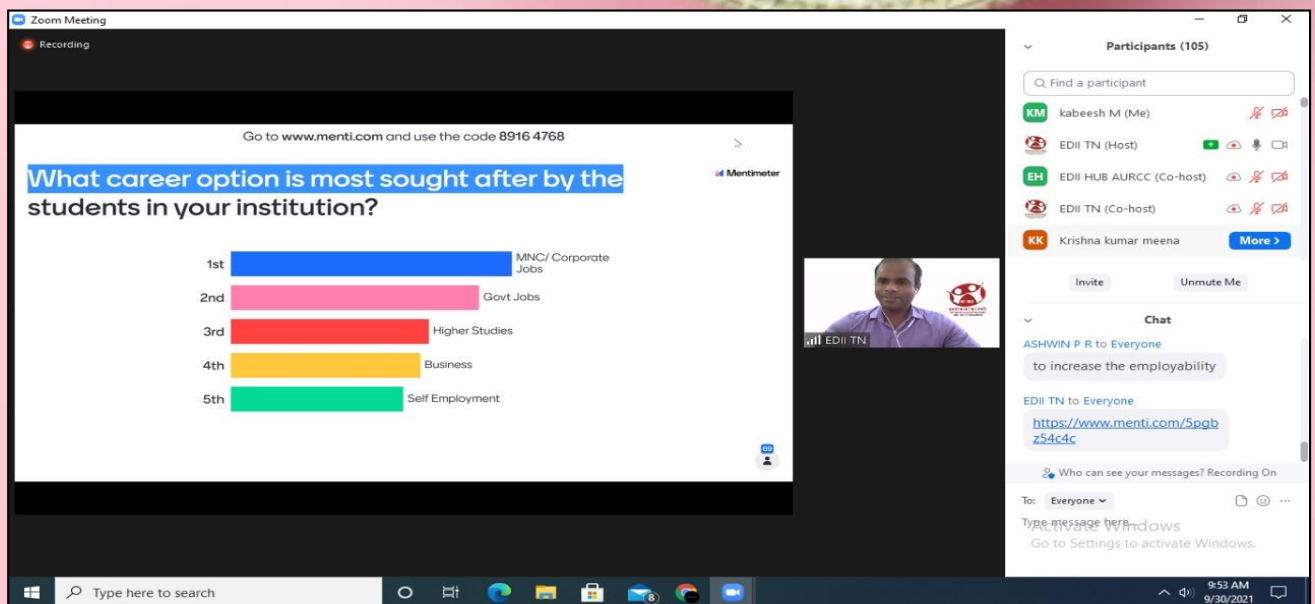 Zoom Meeting
Recording
Go to www.menti.com and use the code 8916 4768
Mentimeter
What career option is most sought after by the
students in your institution?
1st
MNC/ Corporate
Jobs
2nd
Govt Jobs
3rd
Higher Studies
4th
Business
5th
Self Employment
69
EDII TN
Participants (105)
Find a participant
KM kabeesh M (Me)
EDII TN (Host)
EH EDII HUB AURCC (Co-host)
EDII TN (Co-host)
KK Krishna kumar meena More >
Invite Unmute Me
Chat
ASHWIN P R to Everyone
to increase the employability
EDII TN to Everyone
https://www.menti.com/5pgb
z54c4c
Who can see your messages? Recording On
To: Everyone
Type message here...
Activate Windows
Go to Settings to activate Windows.
Type here to search
8
9:53 AM
9/30/2021